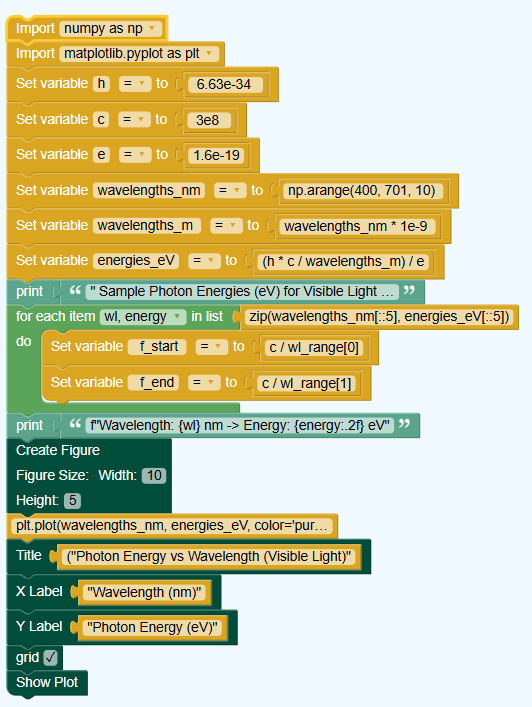 Import numpy as np
Import matplotlib.pyplot as plt
Set variable h = to 6.63e-34
Set variable c = to 3e8
Set variable e = to 1.6e-19
Set variable wavelengths_nm = to np.arange(400, 701, 10)
Set variable wavelengths_m = to wavelengths_nm * 1e-9
Set variable energies_eV = to (h * c / wavelengths_m) / e
print “ " Sample Photon Energies (eV) for Visible Light ... ”
for each item wl, energy in list zip(wavelengths_nm[::5], energies_eV[::5])
do Set variable f_start = to c / wl_range[0]
Set variable f_end = to c / wl_range[1]
print “ f"Wavelength: {wl} nm -> Energy: {energy:.2f} eV" ”
Create Figure
Figure Size: Width: 10
Height: 5
plt.plot(wavelengths_nm, energies_eV, color='pur...
Title ("Photon Energy vs Wavelength (Visible Light)"
X Label "Wavelength (nm)"
Y Label "Photon Energy (eV)"
grid ✓
Show Plot